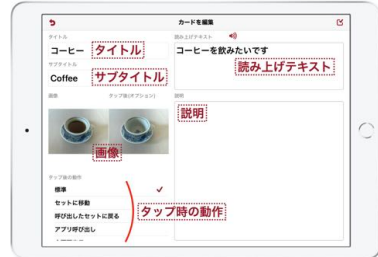 カードを編集
タイトル
コーヒー
タイトル
サブタイトル
Coffee
サブタイトル
画像
タップ後(オプション)
画像
タップ後の動作
標準
セットに移動
呼び出したセットに戻る
アプリ呼び出し
タップ時の動作
読み上げテキスト
コーヒーを飲みたいです
読み上げテキスト
説明
説明